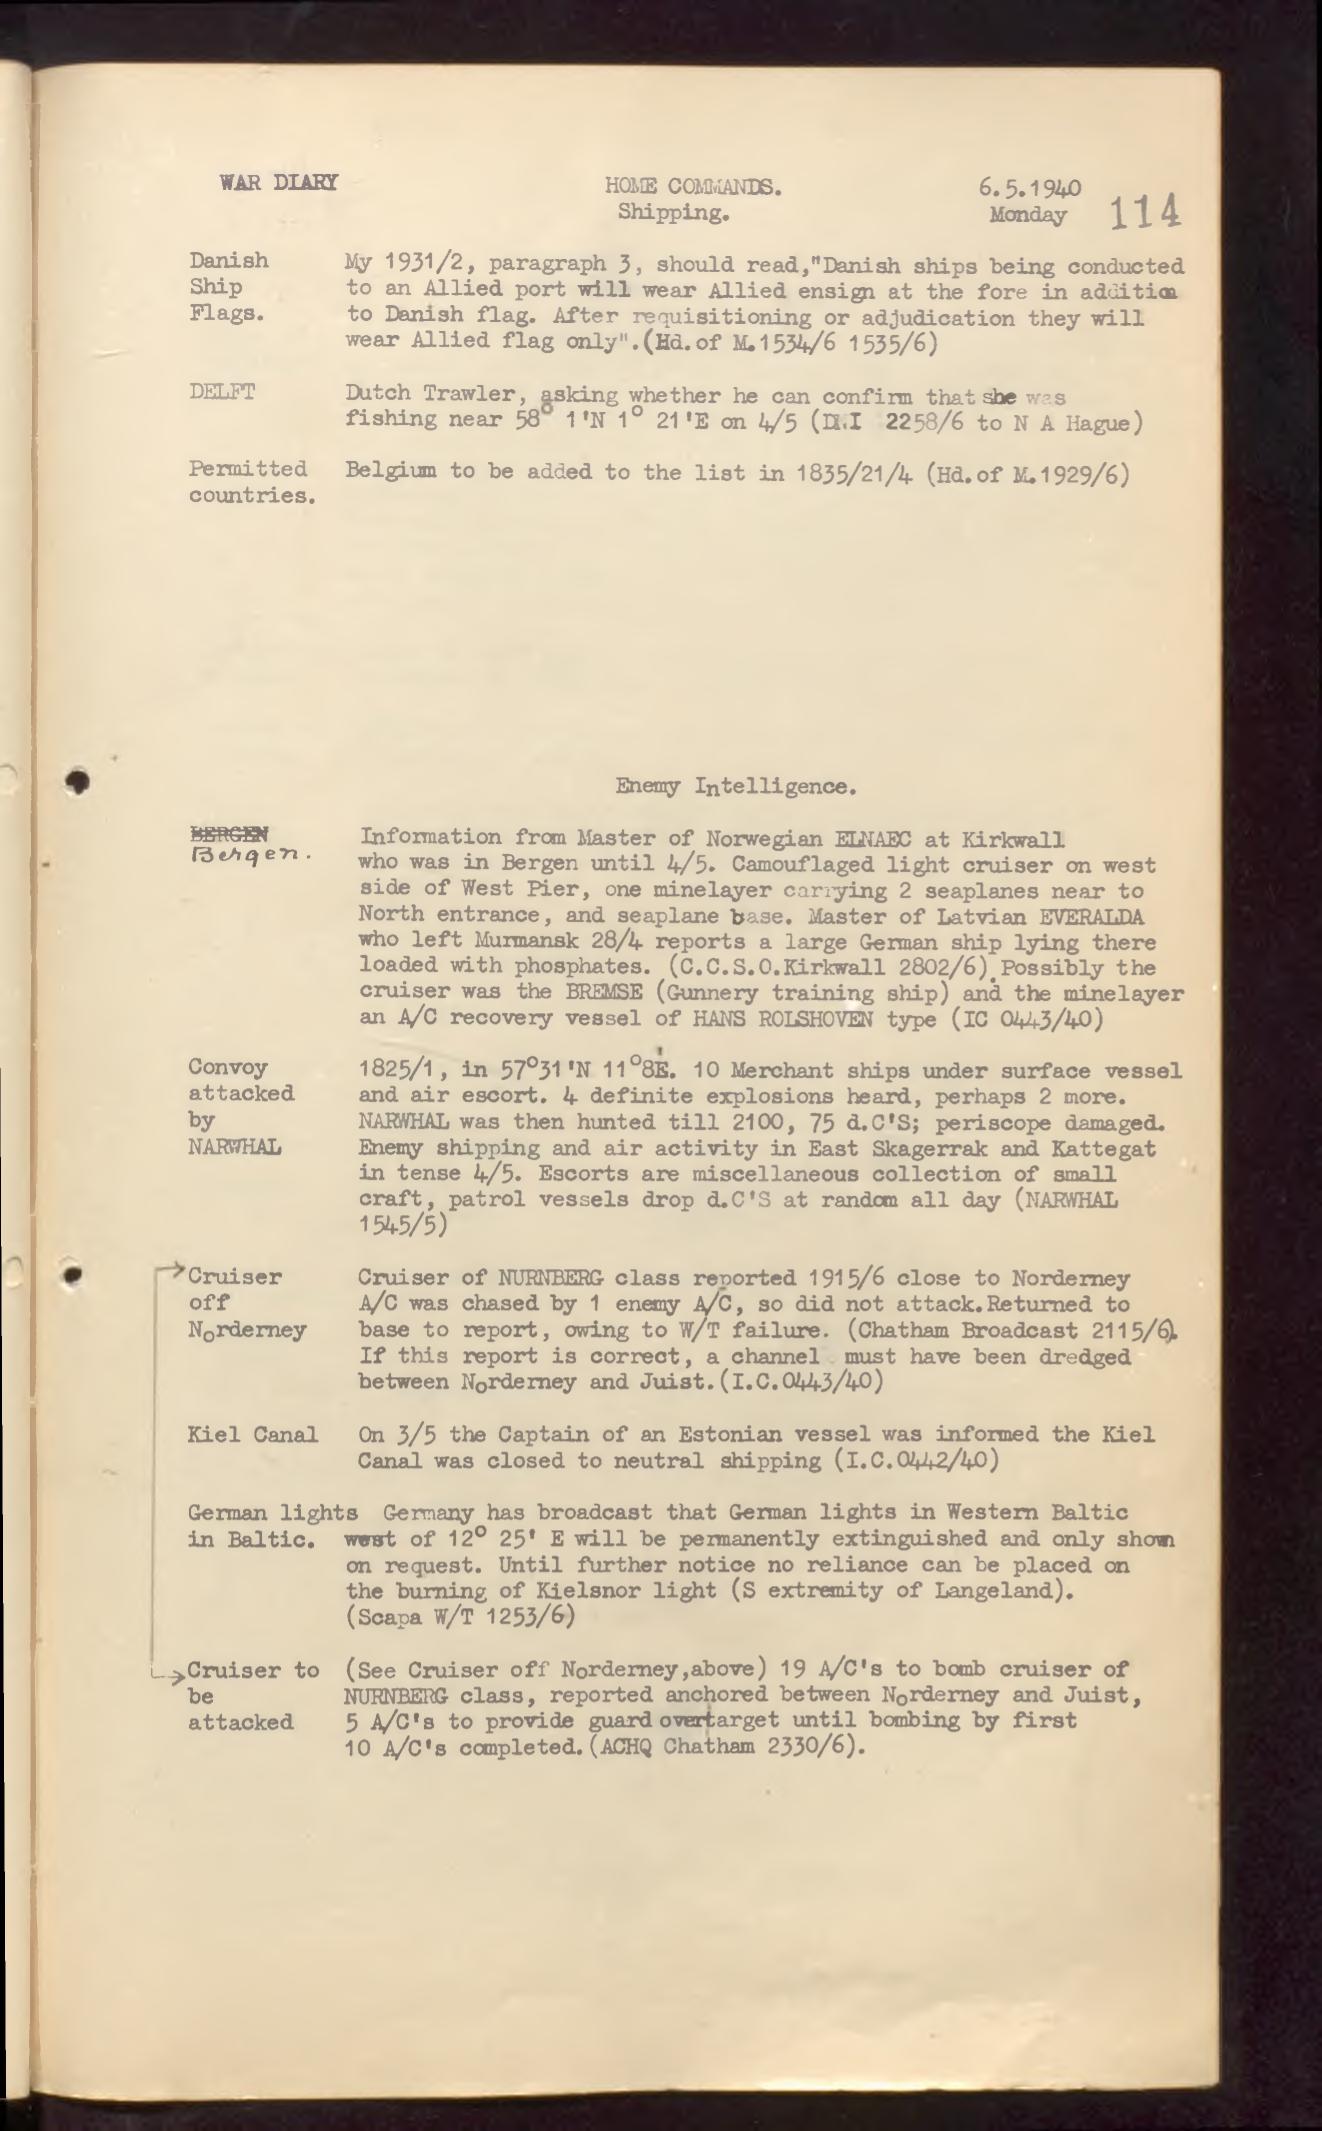 WAR DIARY HOME COMMANDS. 6.5.1940
Shipping. Monday 114
Danish My 1931/2, paragraph 3, should read,"Danish ships being conducted
Ship to an Allied port will wear Allied ensign at the fore in addition
Flags. to Danish flag. After requisitioning or adjudication they will
wear Allied flag only".(Hd.of M.1534/6 1535/6)
DELFT Dutch Trawler, asking whether he can confirm that she was
fishing near 58° 1'N 1° 21'E on 4/5 (D.N.I 2258/6 to N A Hague)
Permitted Belgium to be added to the list in 1835/21/4 (Hd.of M.1929/6)
countries.
Enemy Intelligence.
BERGEN Information from Master of Norwegian ELNAEC at Kirkwall
Bergen. who was in Bergen until 4/5. Camouflaged light cruiser on west
side of West Pier, one minelayer carrying 2 seaplanes near to
North entrance, and seaplane base. Master of Latvian EVERALDA
who left Murmansk 28/4 reports a large German ship lying there
loaded with phosphates. (C.C.S.O.Kirkwall 2802/6). Possibly the
cruiser was the BREMSE (Gunnery training ship) and the minelayer
an A/C recovery vessel of HANS ROLSHOVEN type (IC 0443/40)
Convoy 1825/1, in 57°31'N 11°8'E. 10 Merchant ships under surface vessel
attacked and air escort. 4 definite explosions heard, perhaps 2 more.
by NARWHAL was then hunted till 2100, 75 d.C'S; periscope damaged.
NARWHAL Enemy shipping and air activity in East Skagerrak and Kattegat
in tense 4/5. Escorts are miscellaneous collection of small
craft, patrol vessels drop d.C'S at random all day (NARWHAL
1545/5)
Cruiser Cruiser of NURNBERG class reported 1915/6 close to Norderney
off A/C was chased by 1 enemy A/C, so did not attack.Returned to
Norderney base to report, owing to W/T failure. (Chatham Broadcast 2115/6).
If this report is correct, a channel must have been dredged
between Norderney and Juist.(I.C.0443/40)
Kiel Canal On 3/5 the Captain of an Estonian vessel was informed the Kiel
Canal was closed to neutral shipping (I.C.0442/40)
German lights Germany has broadcast that German lights in Western Baltic
in Baltic. west of 12° 25' E will be permanently extinguished and only shown
on request. Until further notice no reliance can be placed on
the burning of Kielsnor light (S extremity of Langeland).
(Scapa W/T 1253/6)
Cruiser to (See Cruiser off Norderney,above) 19 A/C's to bomb cruiser of
be NURNBERG class, reported anchored between Norderney and Juist,
attacked 5 A/C's to provide guard over target until bombing by first
10 A/C's completed.(ACHQ Chatham 2330/6).